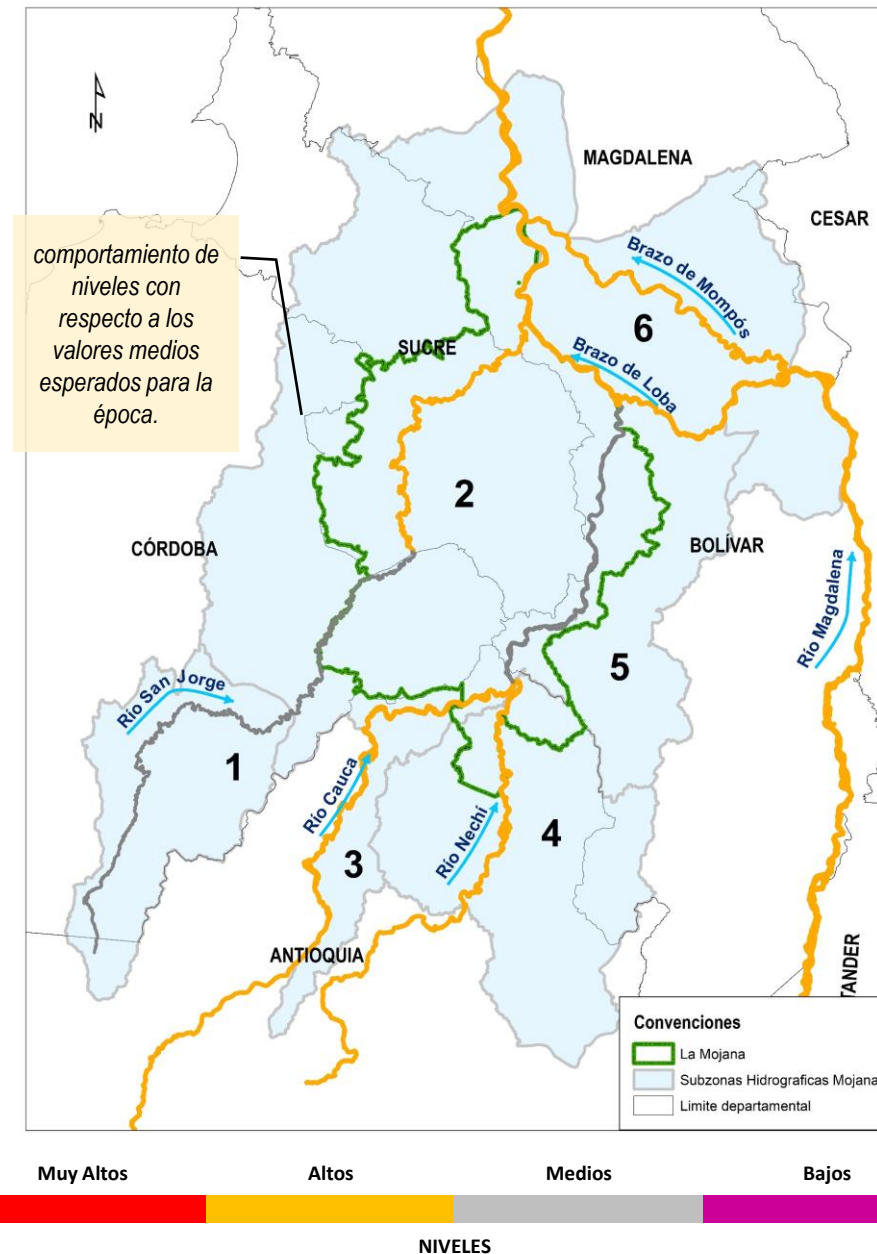 N
MAGDALENA
CESAR
comportamiento de
niveles con
respecto a los
valores medios
esperados para la
época.
Brazo de Mompós
6
SUCRE
Brazo de Loba
2
CÓRDOBA
BOLÍVAR
Río Magdalena
5
Río San Jorge
1
Río Cauca
Río Nechí
4
3
ANTIOQUIA
TANDER
Convenciones
La Mojana
Subzonas Hidrograficas Mojana
Limite departamental
Muy Altos
Altos
Medios
Bajos
NIVELES